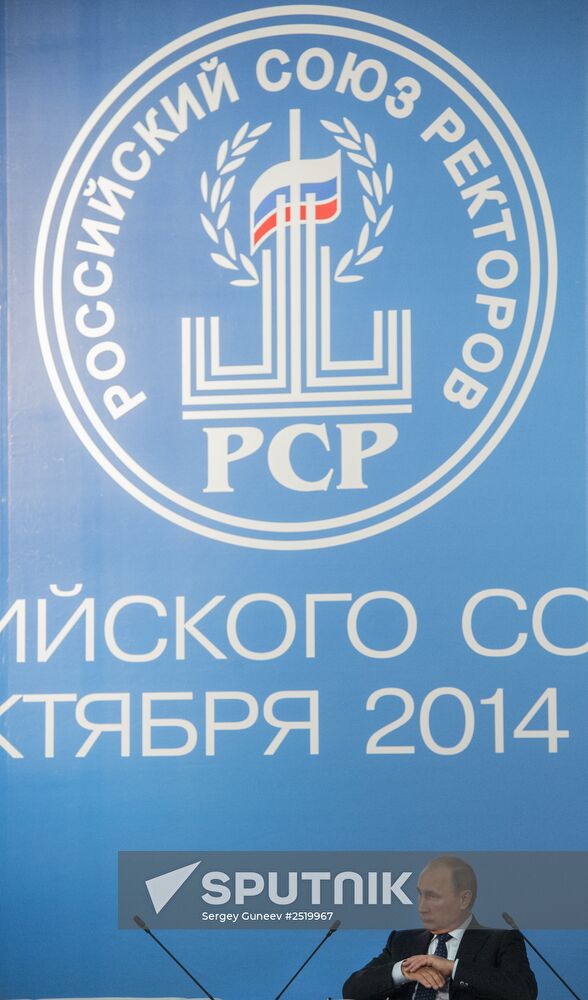 РОССИЙСКИЙ СОЮЗ РЕКТОРОВ
РСР
ИЙСКОГО СО
КТЯБРЯ 2014
SPUTNIK
Sergey Guneev | 2519967